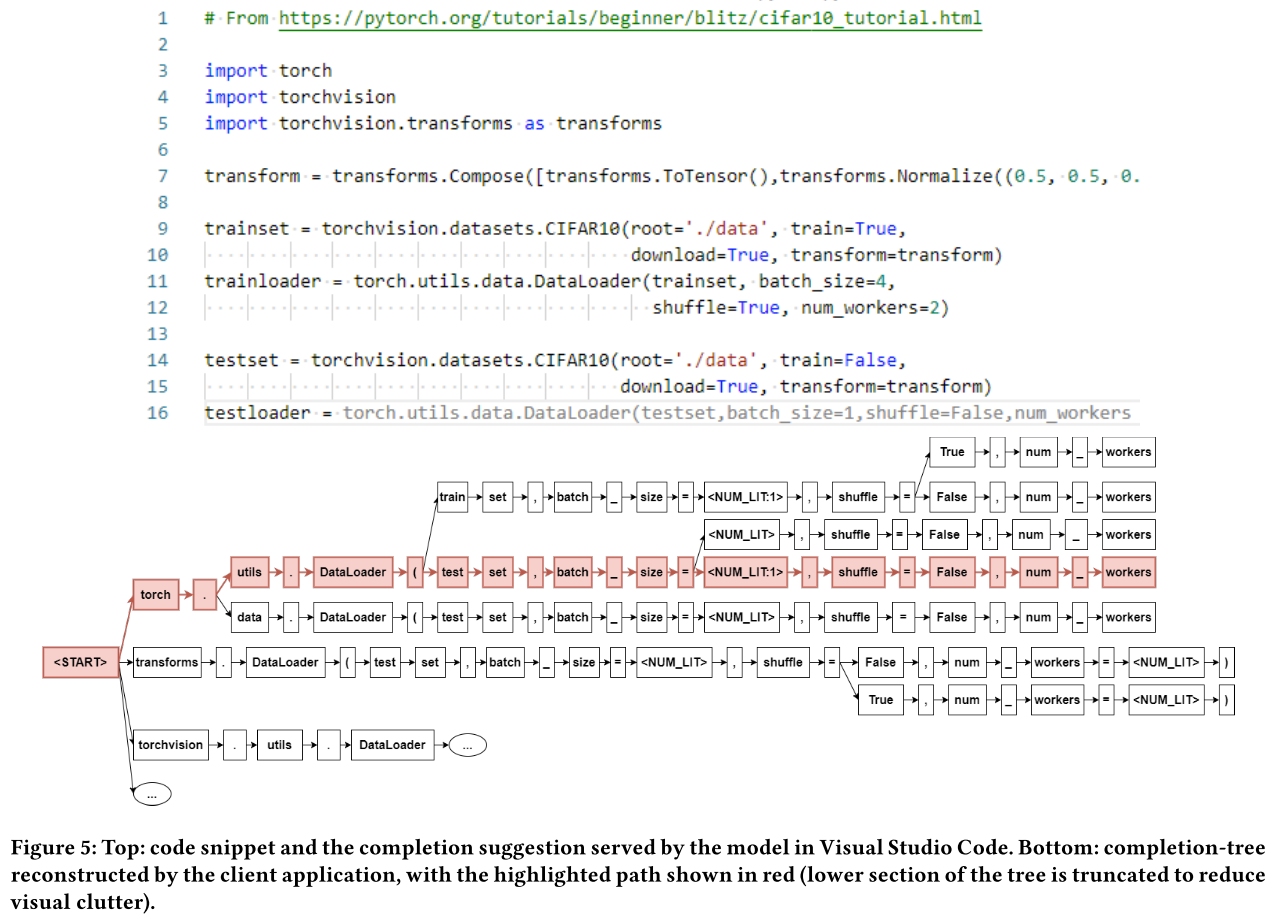 1 # From https://pytorch.org/tutorials/beginner/blitz/cifar10_tutorial.html
2
3 import torch
4 import torchvision
5 import torchvision.transforms as transforms
6
7 transform = transforms.Compose([transforms.ToTensor(),transforms.Normalize((0.5, 0.5, 0.
8
9 trainset = torchvision.datasets.CIFAR10(root='./data', train=True,
10 download=True, transform=transform)
11 trainloader = torch.utils.data.DataLoader(trainset, batch_size=4,
12 shuffle=True, num_workers=2)
13
14 testset = torchvision.datasets.CIFAR10(root='./data', train=False,
15 download=True, transform=transform)
16 testloader = torch.utils.data.DataLoader(testset,batch_size=1,shuffle=False,num_workers
True , num _ workers
train set , batch _ size = <NUM_LIT:1> , shuffle = False , num _ workers
<NUM_LIT> , shuffle = False , num _ workers
utils . DataLoader ( test set , batch _ size = <NUM_LIT:1> , shuffle = False , num _ workers
torch .
data . DataLoader ( test set , batch _ size = <NUM_LIT> , shuffle = False , num _ workers
<START> transforms . DataLoader ( test set , batch _ size = <NUM_LIT> , shuffle = False , num _ workers = <NUM_LIT> )
True , num _ workers = <NUM_LIT> )
torchvision . utils . DataLoader ...
...
Figure 5: Top: code snippet and the completion suggestion served by the model in Visual Studio Code. Bottom: completion-tree
reconstructed by the client application, with the highlighted path shown in red (lower section of the tree is truncated to reduce
visual clutter).